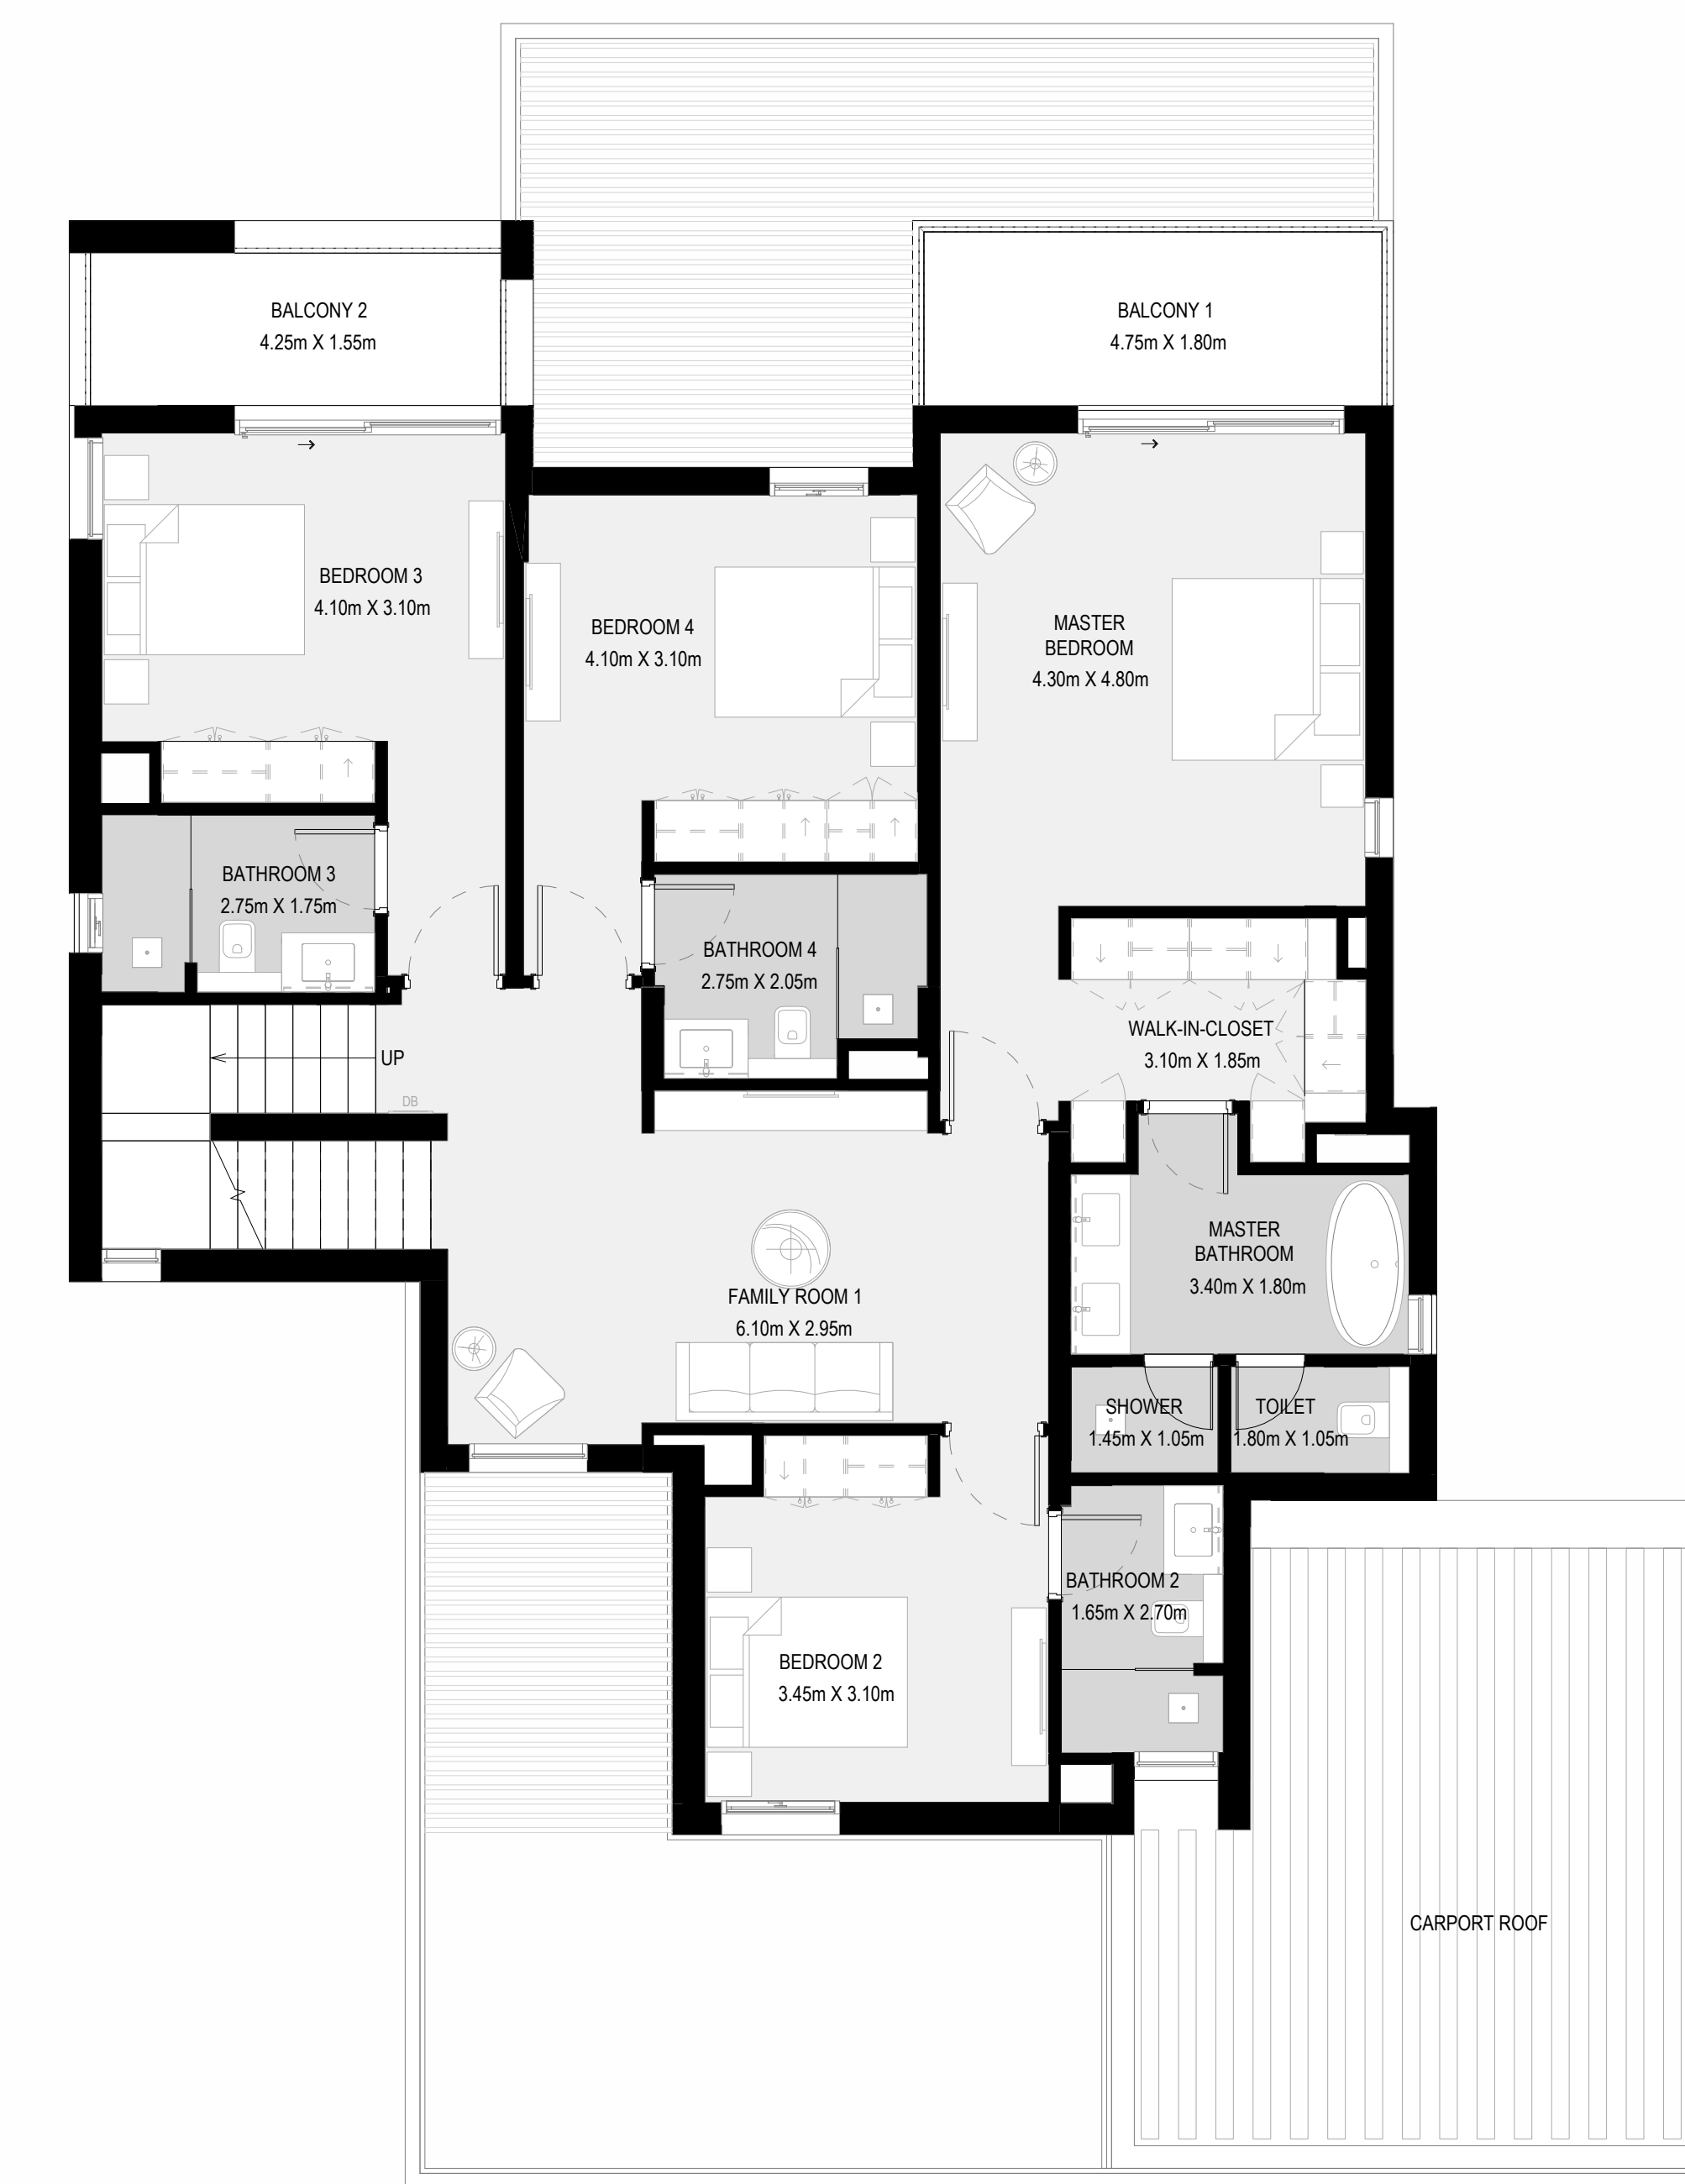 BALCONY 2
4.25m X 1.55m
BALCONY 1
4.75m X 1.80m
BEDROOM 3
4.10m X 3.10m
BEDROOM 4
4.10m X 3.10m
MASTER
BEDROOM
4.30m X 4.80m
BATHROOM 3
2.75m X 1.75m
BATHROOM 4
2.75m X 2.05m
WALK-IN-CLOSET
3.10m X 1.85m
UP
DB
MASTER
BATHROOM
3.40m X 1.80m
FAMILY ROOM 1
6.10m X 2.95m
SHOWER
1.45m X 1.05m
TOILET
1.80m X 1.05m
BATHROOM 2
1.65m X 2.70m
BEDROOM 2
3.45m X 3.10m
CARPORT ROOF